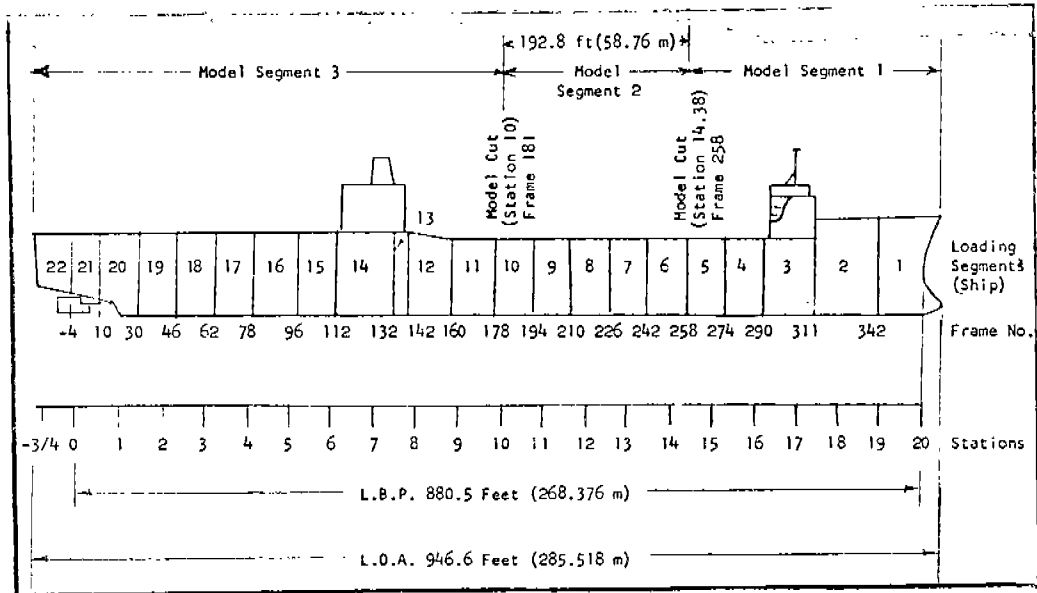 192.8 ft(58.76 m)
Model Segment 3
Model
Segment 2
Model Segment 1
Model Cut
(Station 10)
Frame 181
Model Cut
(Station 14.38)
Frame 258
13
22 21 20 19 18 17 16 15 14 12 11 10 9 8 7 6 5 4 3 2 1
Loading
Segments
(Ship)
-4 10 30 46 62 78 96 112 132 142 160 178 194 210 226 242 258 274 290 311 342 Frame No.
-3/4 0 1 2 3 4 5 6 7 8 9 10 11 12 13 14 15 16 17 18 19 20 Stations
L.B.P. 880.5 Feet (268.376 m)
L.O.A. 946.6 Feet (285.518 m)